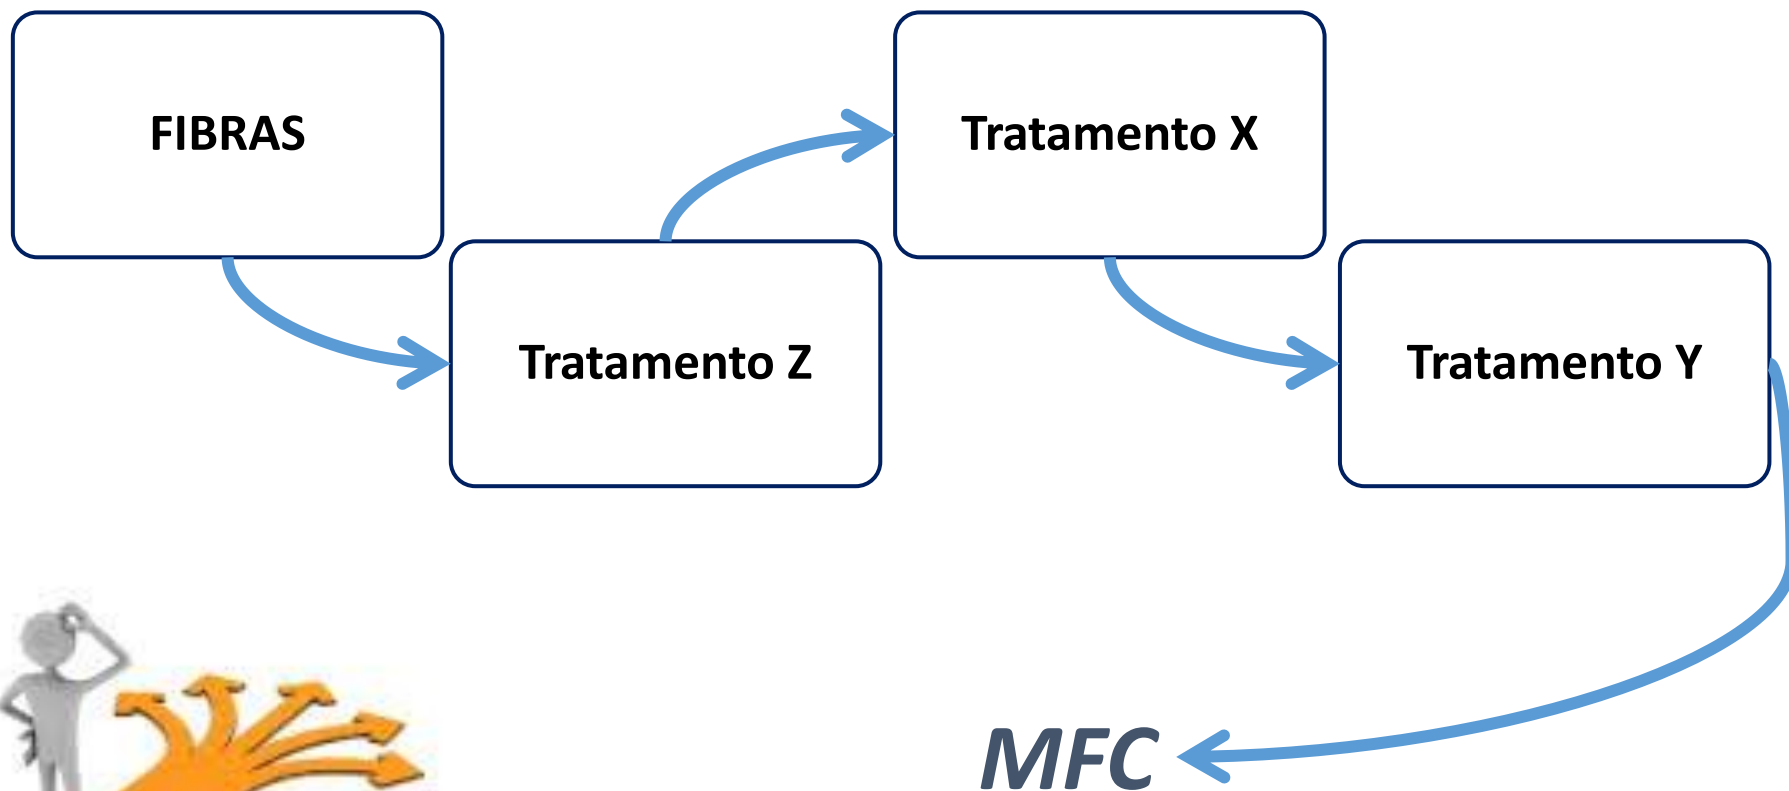 FIBRAS
Tratamento Z
Tratamento X
Tratamento Y
MFC